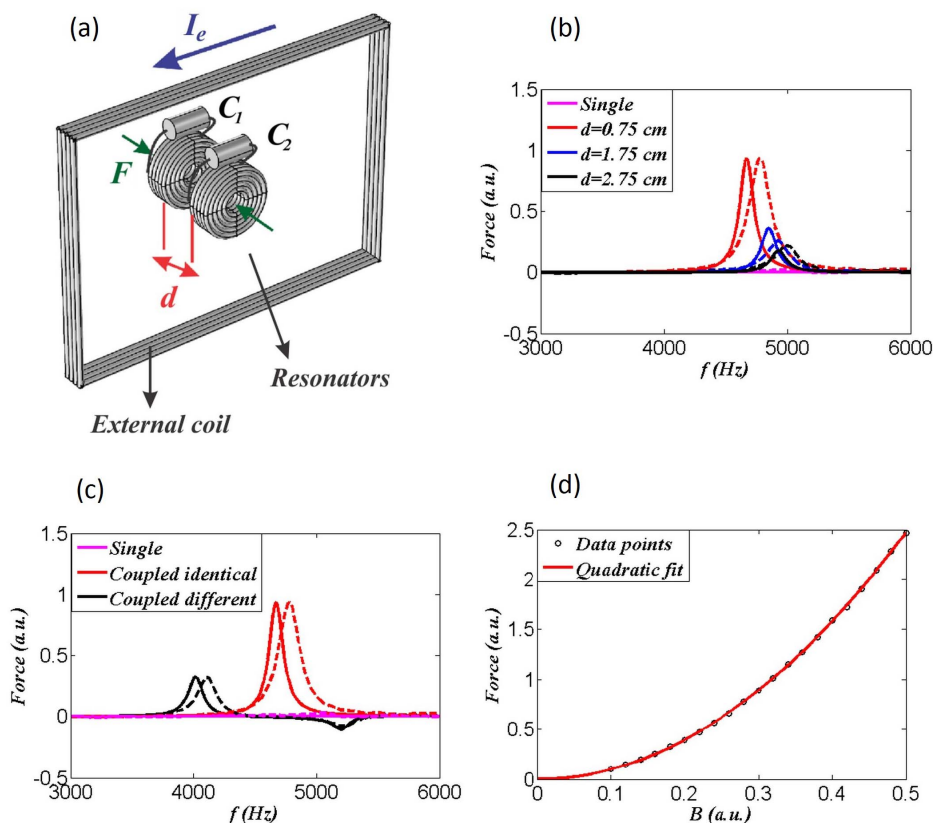 (a)
I_e
C_1
C_2
F
d
Resonators
External coil
(b)
1.5
1
0.5
0
-0.5
3000 4000 5000 6000
Force (a.u.)
f (Hz)
Single
d=0.75 cm
d=1.75 cm
d=2.75 cm
(c)
1.5
1
0.5
0
-0.5
3000 4000 5000 6000
Force (a.u.)
f (Hz)
Single
Coupled identical
Coupled different
(d)
2.5
2
1.5
1
0.5
0
0 0.1 0.2 0.3 0.4 0.5
Force (a.u.)
B (a.u.)
Data points
Quadratic fit